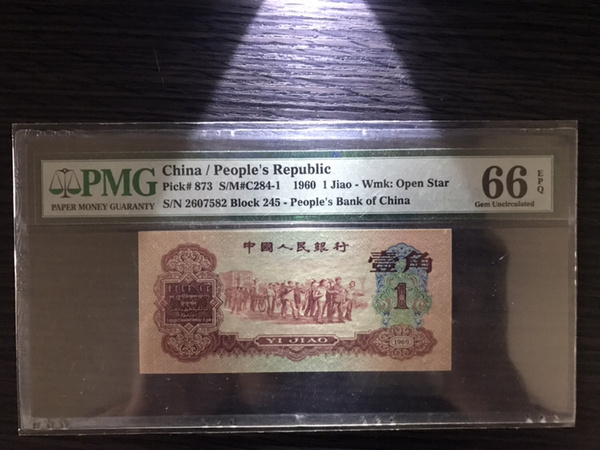 PMG
PAPER MONEY GUARANTY
China / People's Republic
Pick# 873 S/M#C284-1 1960 1 Jiao - Wmk: Open Star
S/N 2607582 Block 245 - People's Bank of China
66 EPQ
Gem Uncirculated
中國人民銀行
壹角
1
YI JIAO
1960